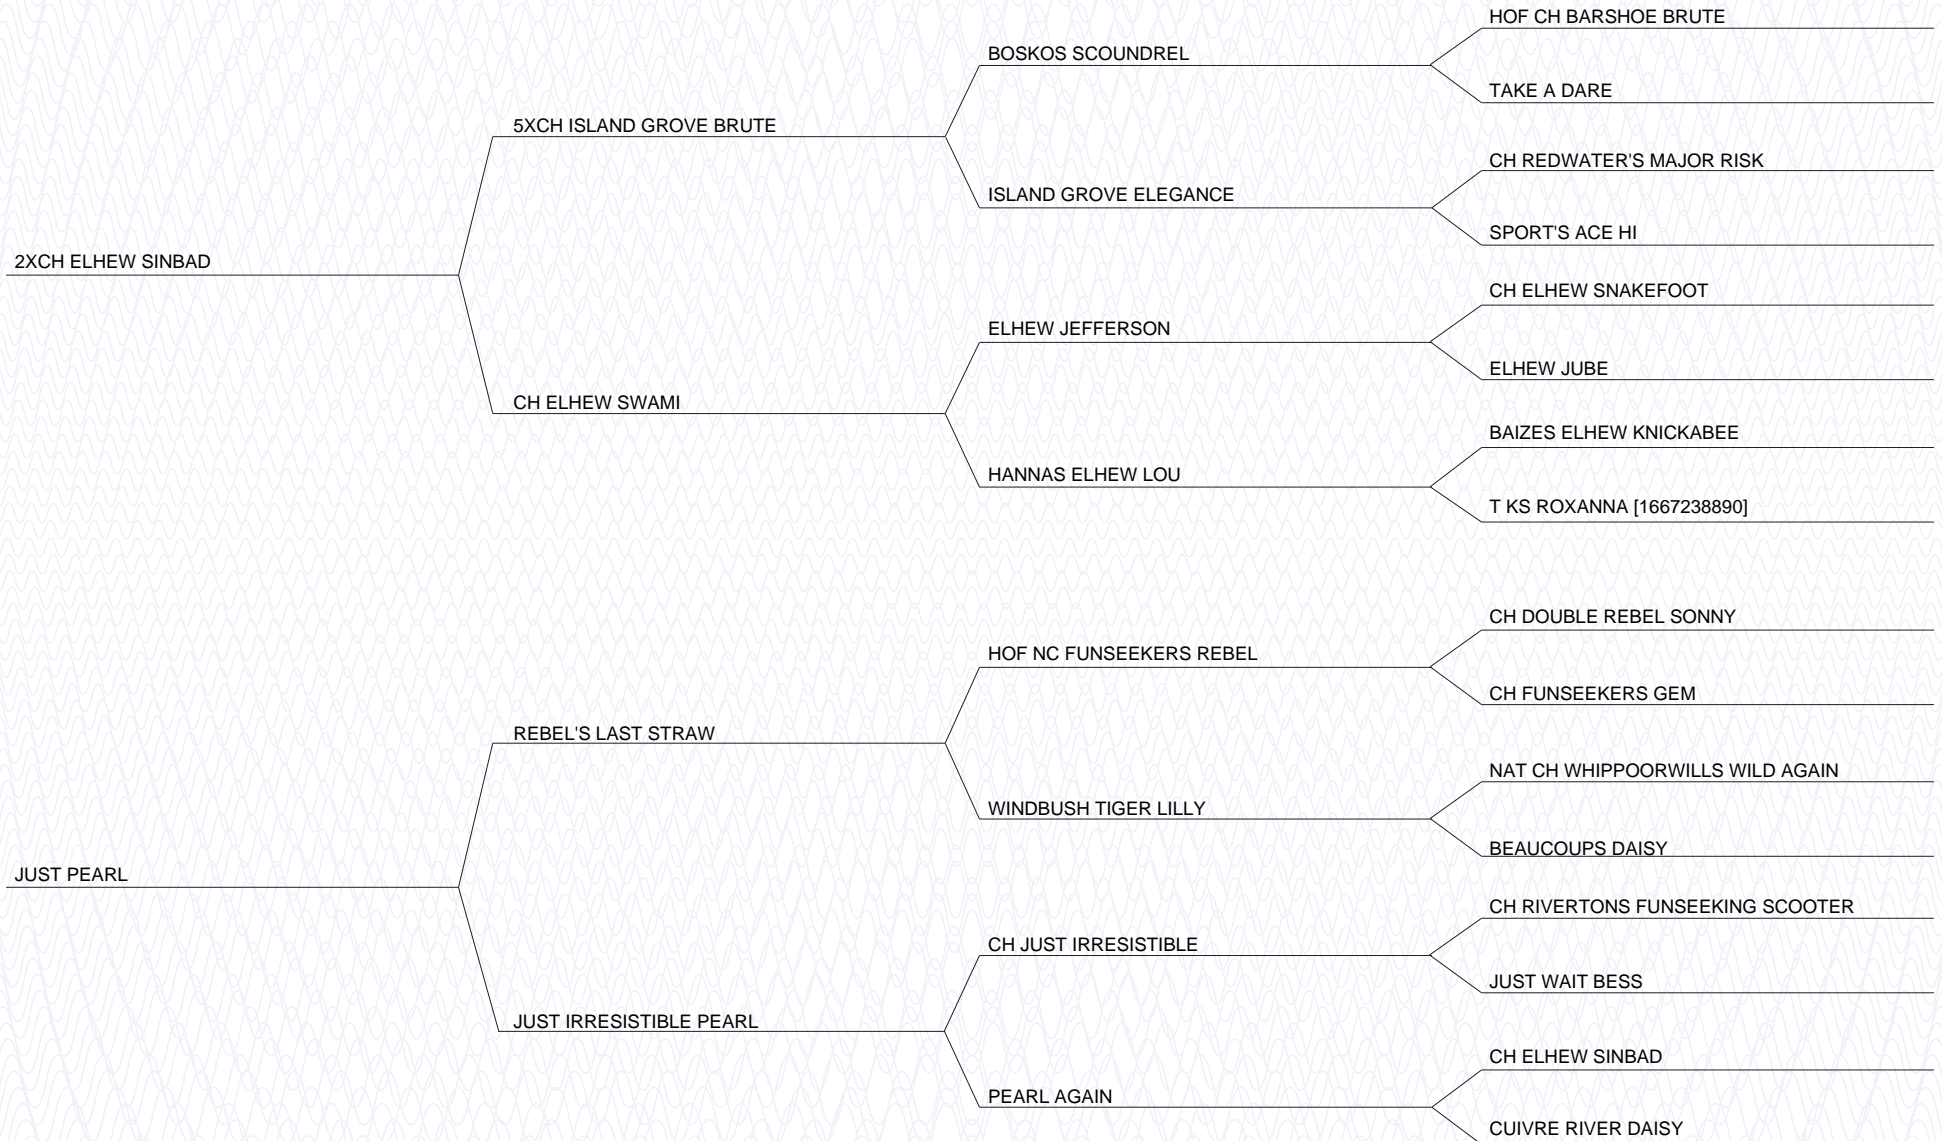 HOF CH BARSHOE BRUTE
BOSKOS SCOUNDREL
TAKE A DARE
5XCH ISLAND GROVE BRUTE
CH REDWATER'S MAJOR RISK
ISLAND GROVE ELEGANCE
SPORT'S ACE HI
2XCH ELHEW SINBAD
CH ELHEW SNAKEFOOT
ELHEW JEFFERSON
ELHEW JUBE
CH ELHEW SWAMI
BAIZES ELHEW KNICKABEE
HANNAS ELHEW LOU
T KS ROXANNA [1667238890]
CH DOUBLE REBEL SONNY
HOF NC FUNSEEKERS REBEL
CH FUNSEEKERS GEM
REBEL'S LAST STRAW
NAT CH WHIPPOORWILLS WILD AGAIN
WINDBUSH TIGER LILLY
BEAUCOUPS DAISY
JUST PEARL
CH RIVERTONS FUNSEEKING SCOOTER
CH JUST IRRESISTIBLE
JUST WAIT BESS
JUST IRRESISTIBLE PEARL
CH ELHEW SINBAD
PEARL AGAIN
CUIVRE RIVER DAISY